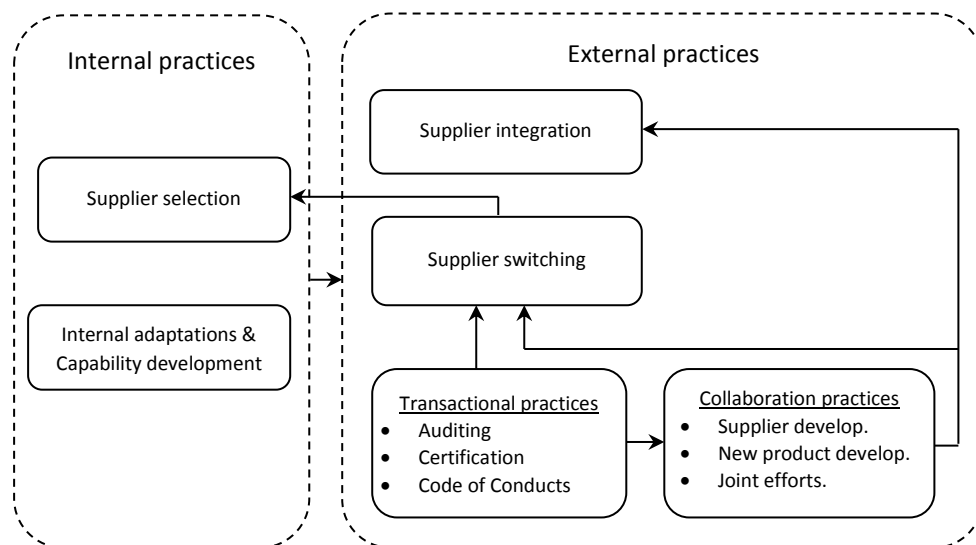 Internal practices
Supplier selection
Internal adaptations &
Capability development
External practices
Supplier integration
Supplier switching
Transactional practices
• Auditing
• Certification
• Code of Conducts
Collaboration practices
• Supplier develop.
• New product develop.
• Joint efforts.